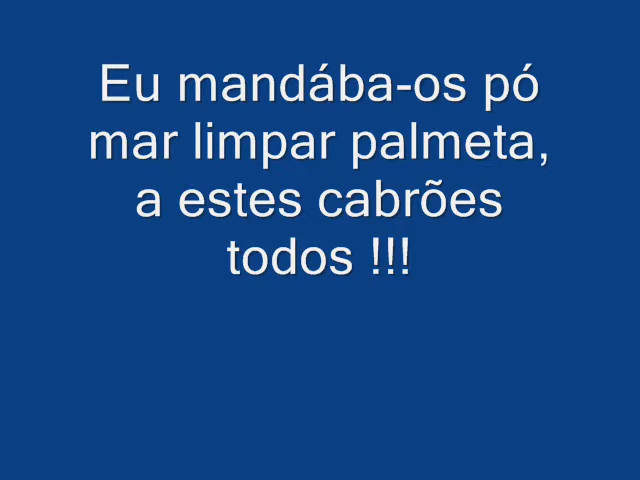 Eu mandába-os pó
mar limpar palmeta,
a estes cabrões
todos !!!